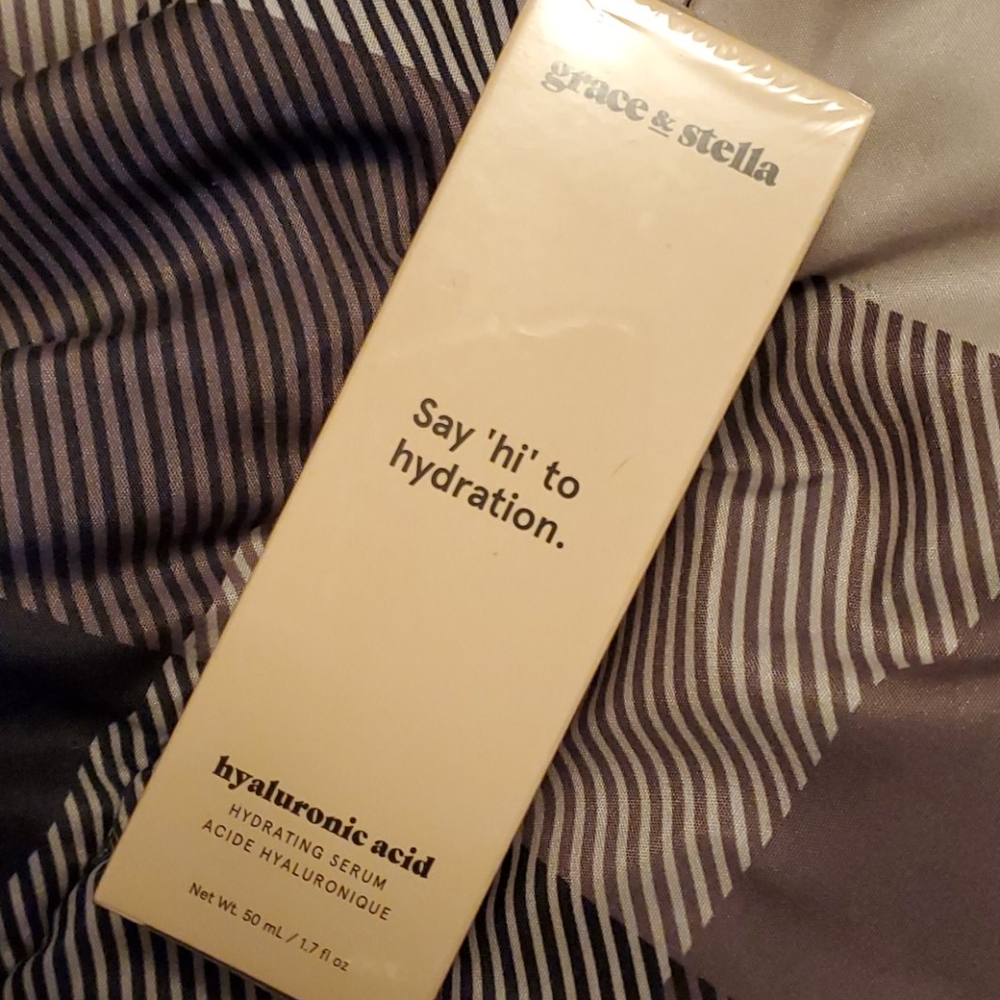 grace & stella
Say 'hi' to
hydration.
hyaluronic acid
HYDRATING SERUM
ACIDE HYALURONIQUE
Net Wt. 50 mL / 1.7 fl oz